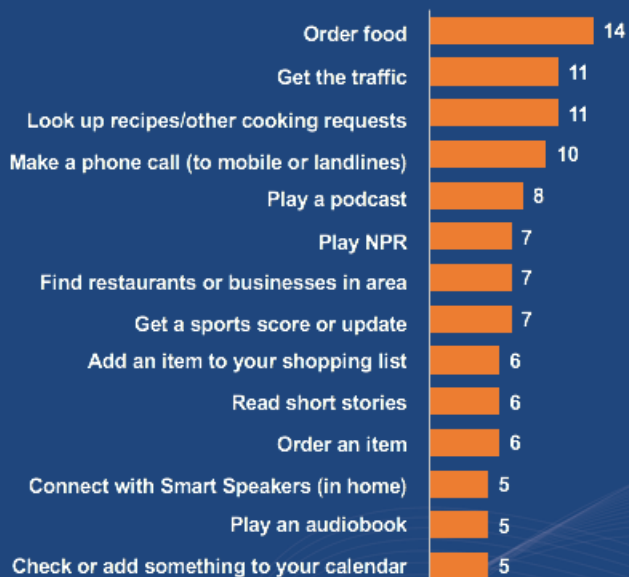 Order food 14
Get the traffic 11
Look up recipes/other cooking requests 11
Make a phone call (to mobile or landlines) 10
Play a podcast 8
Play NPR 7
Find restaurants or businesses in area 7
Get a sports score or update 7
Add an item to your shopping list 6
Read short stories 6
Order an item 6
Connect with Smart Speakers (in home) 5
Play an audiobook 5
Check or add something to your calendar 5